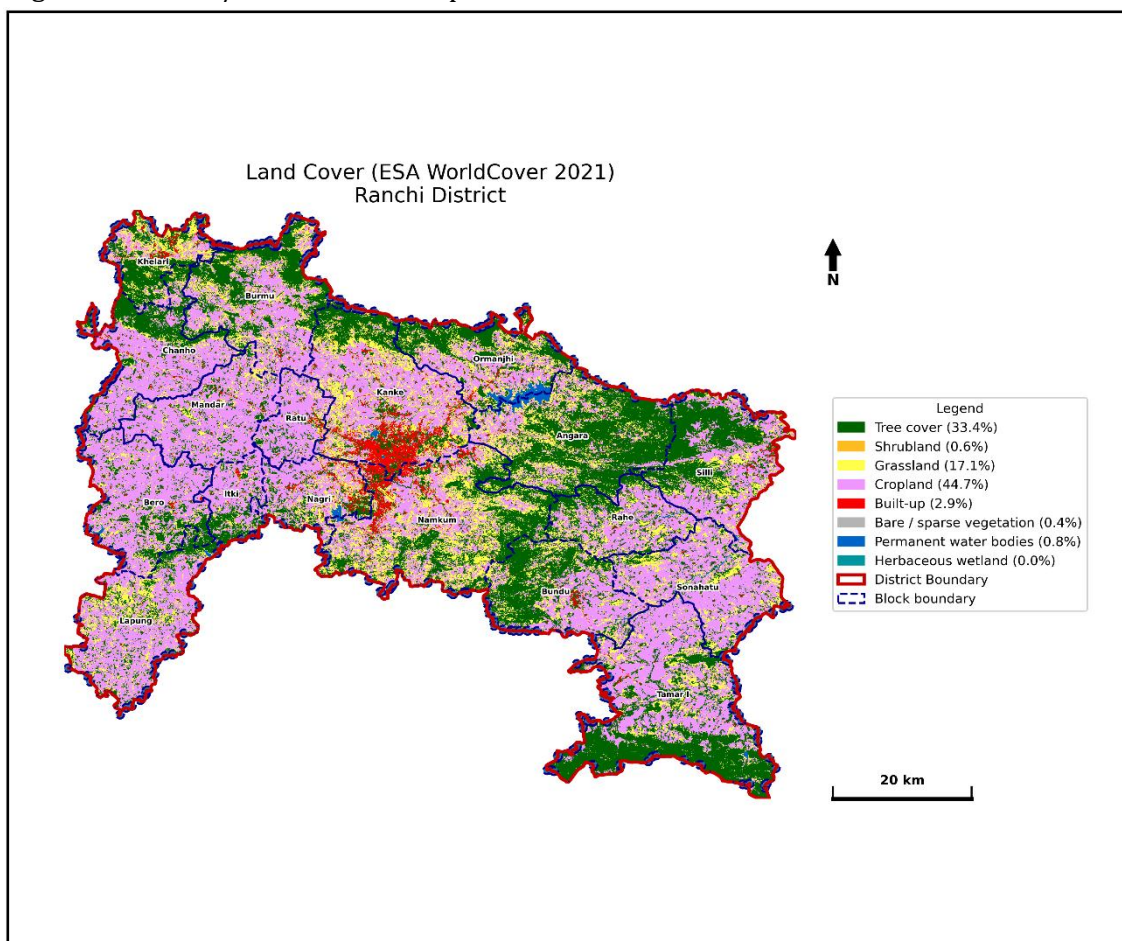 Land Cover (ESA WorldCover 2021)
Ranchi District
N
Khelari
Burmu
Chanho
Ormanjhi
Kanke
Mandar
Ratu
Angara
Silli
Bero
Itki
Nagri
Namkum
Rahe
Bundu
Sonahatu
Lapung
Tamar I
Legend
Tree cover (33.4%)
Shrubland (0.6%)
Grassland (17.1%)
Cropland (44.7%)
Built-up (2.9%)
Bare / sparse vegetation (0.4%)
Permanent water bodies (0.8%)
Herbaceous wetland (0.0%)
District Boundary
Block boundary
20 km